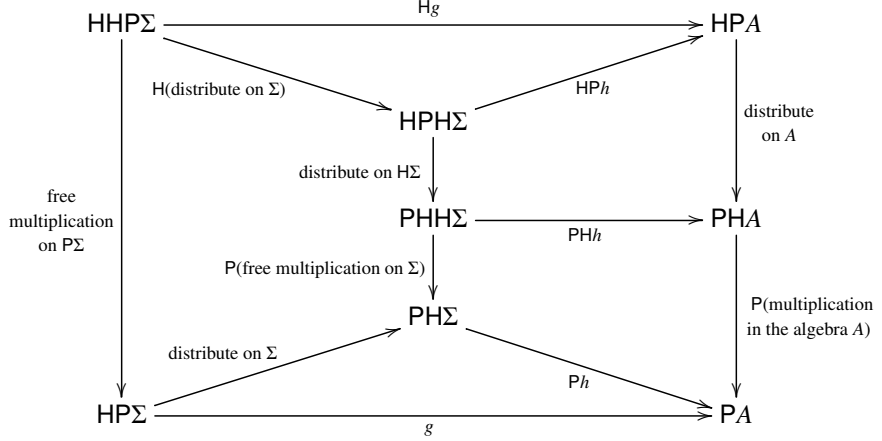 Hg
HHPΣ
HPA
H(distribute on Σ)
HPh
HPHΣ
distribute
on A
distribute on HΣ
free
multiplication
on PΣ
PHHΣ
PHh
PHA
P(free multiplication on Σ)
PHΣ
P(multiplication
in the algebra A)
distribute on Σ
Ph
HPΣ
g
PA